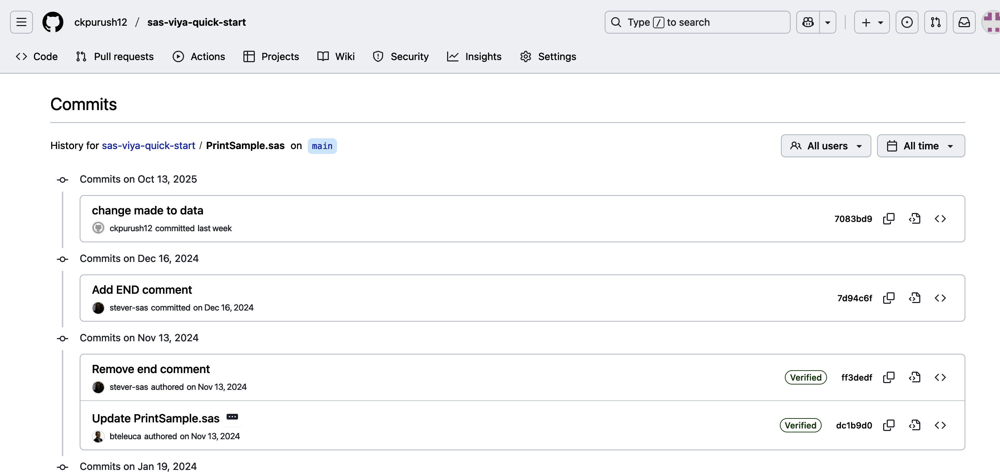 ckpurush12 / sas-viya-quick-start
Type / to search
Code Pull requests Actions Projects Wiki Security Insights Settings
Commits
History for sas-viya-quick-start / PrintSample.sas on main
All users All time
Commits on Oct 13, 2025
change made to data
7083bd9
ckpurush12 committed last week
Commits on Dec 16, 2024
Add END comment
7d94c6f
stever-sas committed on Dec 16, 2024
Commits on Nov 13, 2024
Remove end comment
Verified ff3dedf
stever-sas authored on Nov 13, 2024
Update PrintSample.sas
Verified dc1b9d0
bteleuca authored on Nov 13, 2024
Commits on Jan 19, 2024